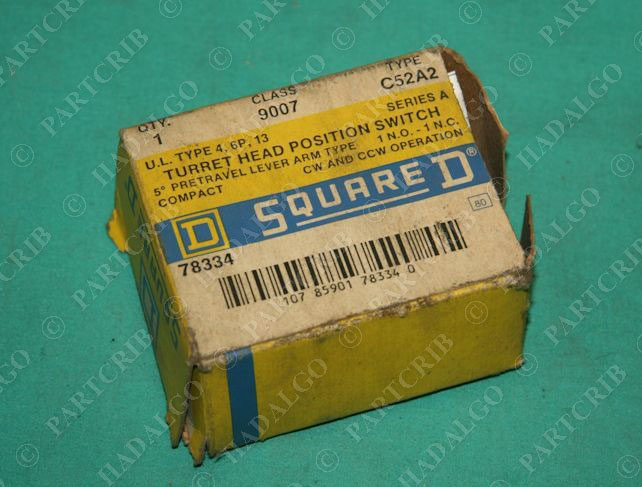 QTY. CLASS TYPE
1 9007 C52A2
U.L. TYPE 4, 6P, 13 SERIES A
TURRET HEAD POSITION SWITCH
5° PRETRAVEL LEVER ARM TYPE 1 N.O. - 1 N.C.
COMPACT CW AND CCW OPERATION
D SQUARE D®
80
78334
107 85901 78334 0
© PARTCRIB
HADALGO